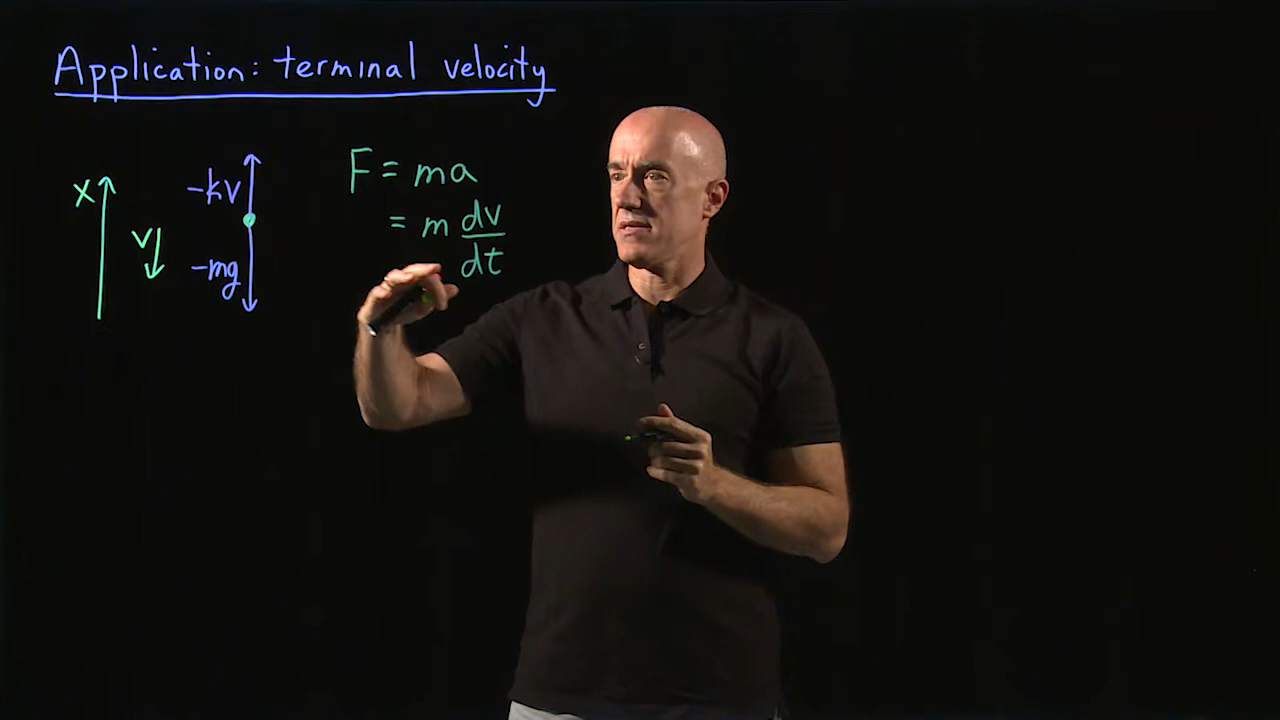 Application: terminal velocity
x
v
-kv
-mg
F = ma
= m dv/dt